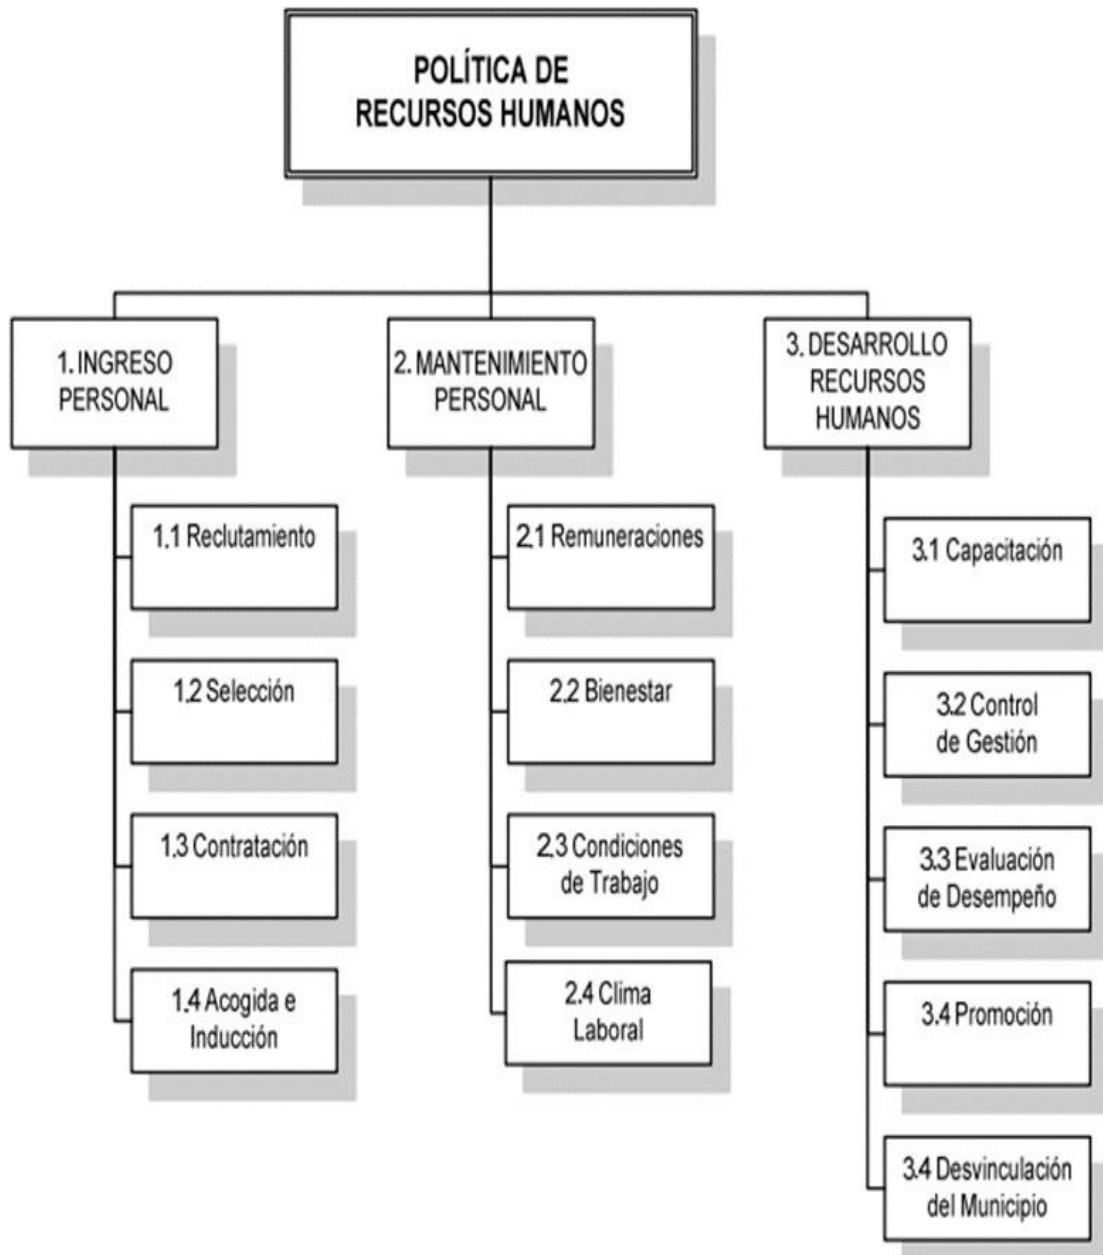 POLÍTICA DE
RECURSOS HUMANOS
1. INGRESO
PERSONAL
1.1 Reclutamiento
1.2 Selección
1.3 Contratación
1.4 Acogida e
Inducción
2. MANTENIMIENTO
PERSONAL
2.1 Remuneraciones
2.2 Bienestar
2.3 Condiciones
de Trabajo
2.4 Clima
Laboral
3. DESARROLLO
RECURSOS
HUMANOS
3.1 Capacitación
3.2 Control
de Gestión
3.3 Evaluación
de Desempeño
3.4 Promoción
3.4 Desvinculación
del Municipio